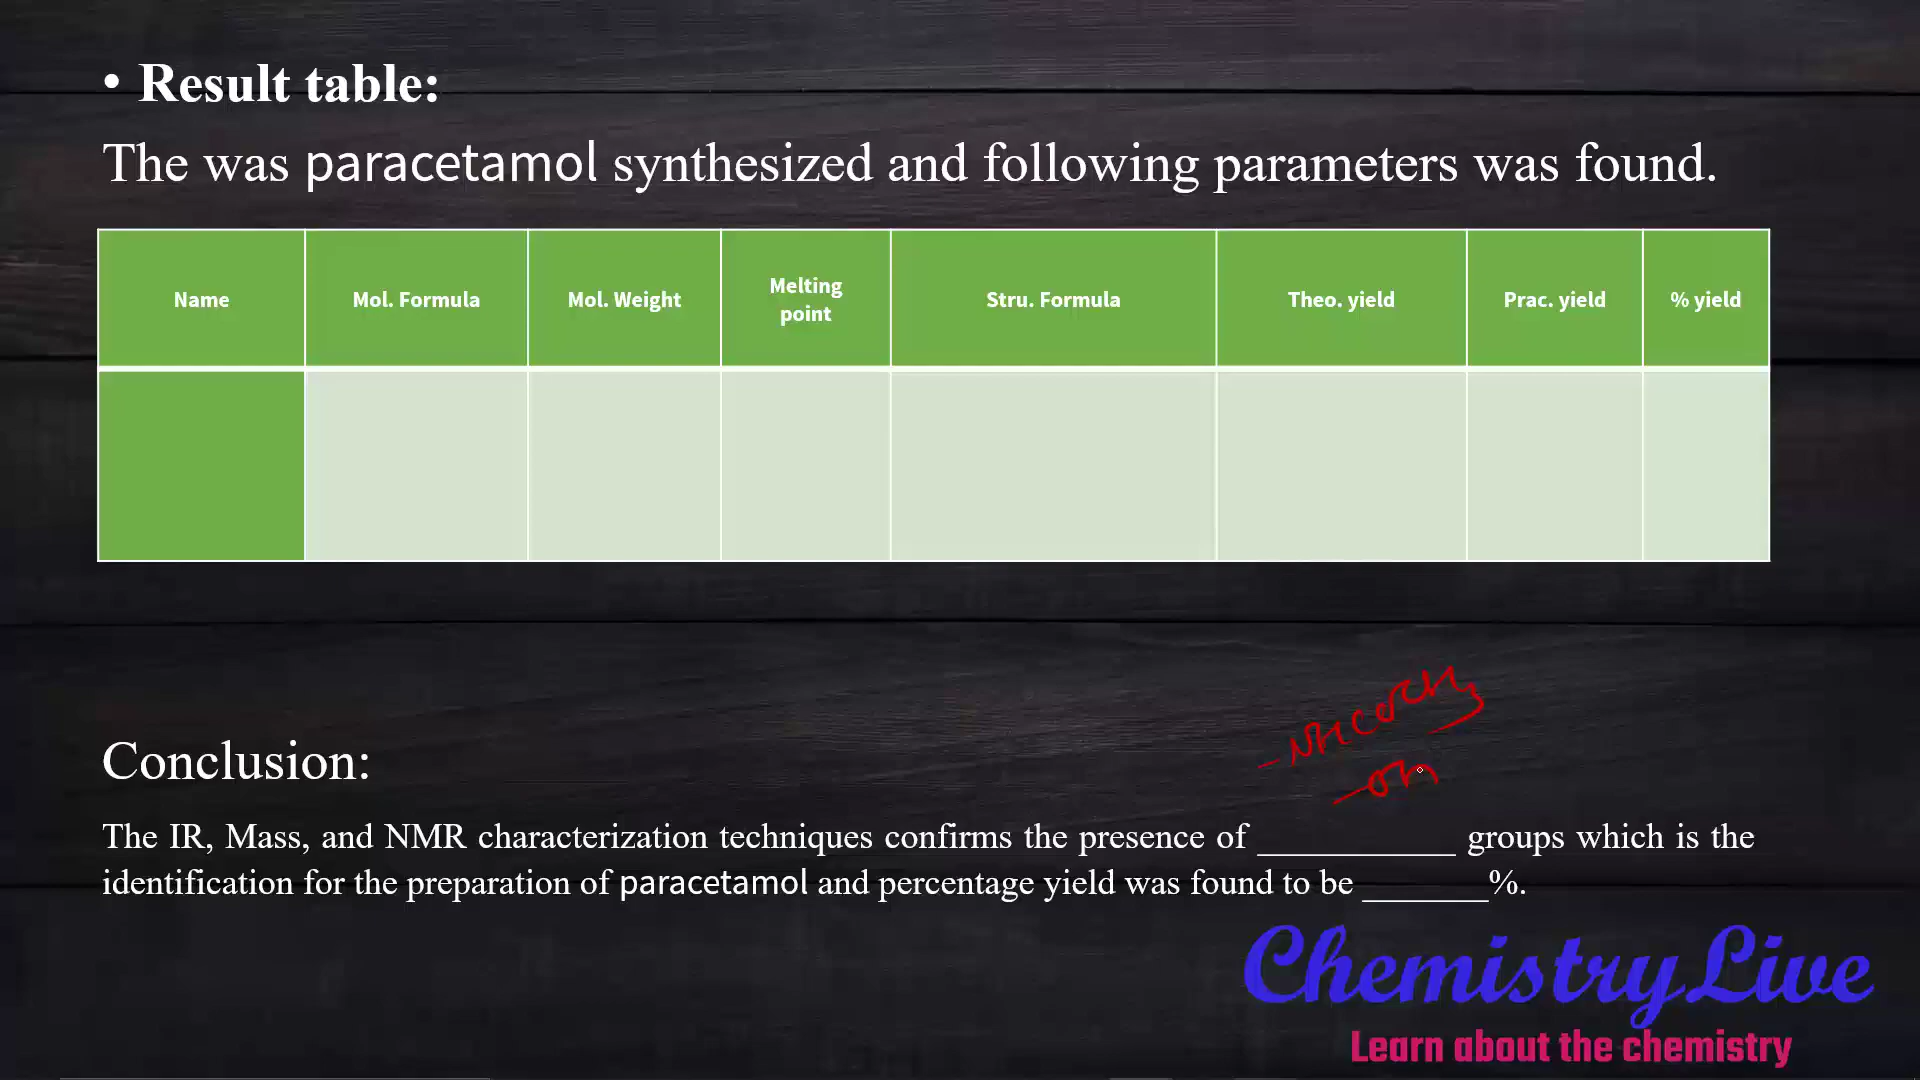 • Result table:
The was paracetamol synthesized and following parameters was found.
Name
Mol. Formula
Mol. Weight
Melting
point
Stru. Formula
Theo. yield
Prac. yield
% yield
-NHCOCH3
-OH
Conclusion:
The IR, Mass, and NMR characterization techniques confirms the presence of ___________ groups which is the
identification for the preparation of paracetamol and percentage yield was found to be _______%.
ChemistryLive
Learn about the chemistry